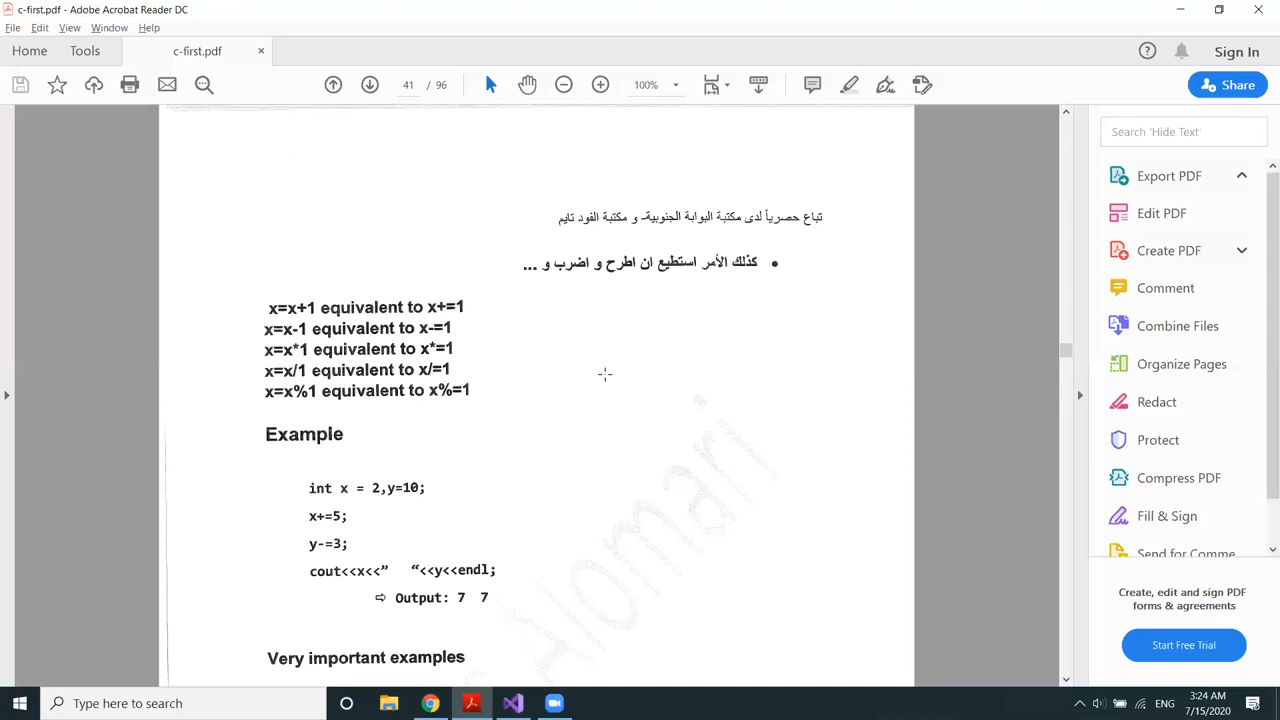 c-first.pdf - Adobe Acrobat Reader DC
File Edit View Window Help
Home Tools c-first.pdf × Sign In
41 / 96 100% Share
Search 'Hide Text'
تباع حصرياً لدى مكتبة البوابة الجنوبية- و مكتبة الفود تايم
• كذلك الأمر استطيع ان اطرح و اضرب و ...
x=x+1 equivalent to x+=1
x=x-1 equivalent to x-=1
x=x*1 equivalent to x*=1
x=x/1 equivalent to x/=1
x=x%1 equivalent to x%=1
Example
int x = 2,y=10;
x+=5;
y-=3;
cout<<x<<” “<<y<<endl;
⇨ Output: 7 7
Very important examples
Alomari
Export PDF
Edit PDF
Create PDF
Comment
Combine Files
Organize Pages
Redact
Protect
Compress PDF
Fill & Sign
Send for Comme
Create, edit and sign PDF
forms & agreements
Start Free Trial
Type here to search
ENG
3:24 AM
7/15/2020